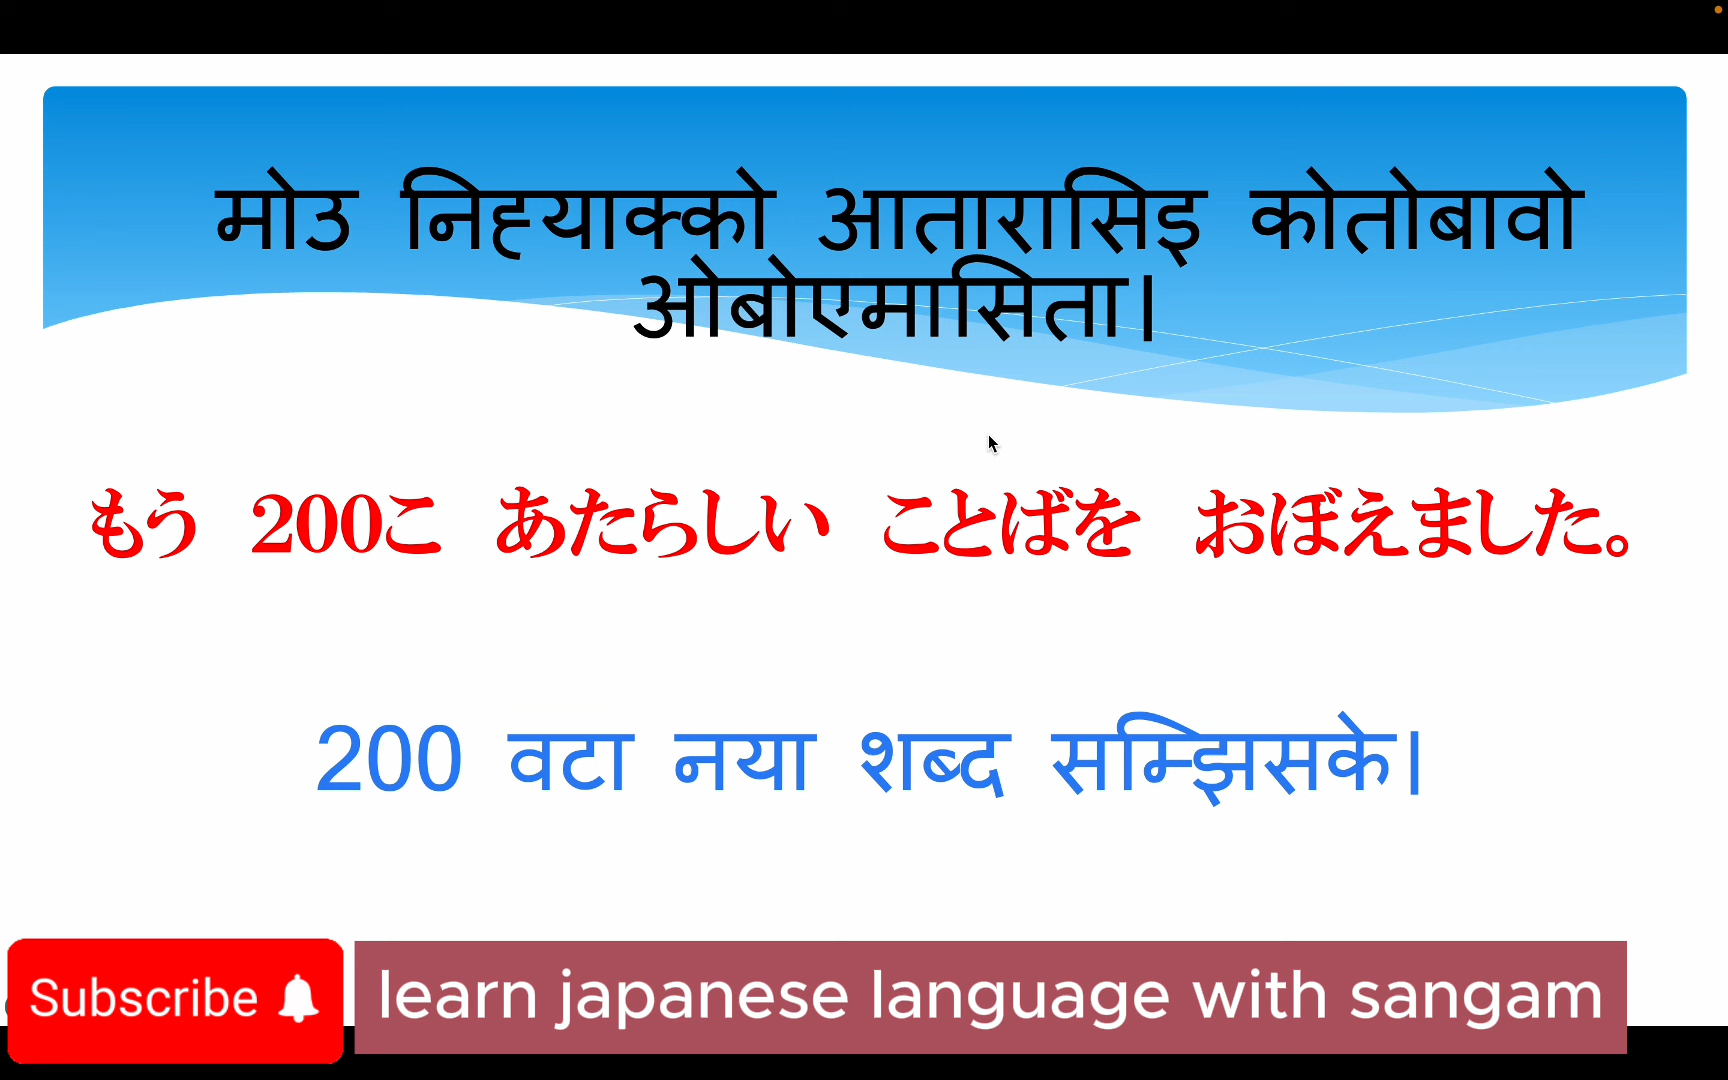 मोउ निह्याक्को आतारासिइ कोतोबावो
ओबोएमासिता।
もう 200こ あたらしい ことばを おぼえました。
200 वटा नया शब्द सम्झिसके।
Subscribe
learn japanese language with sangam